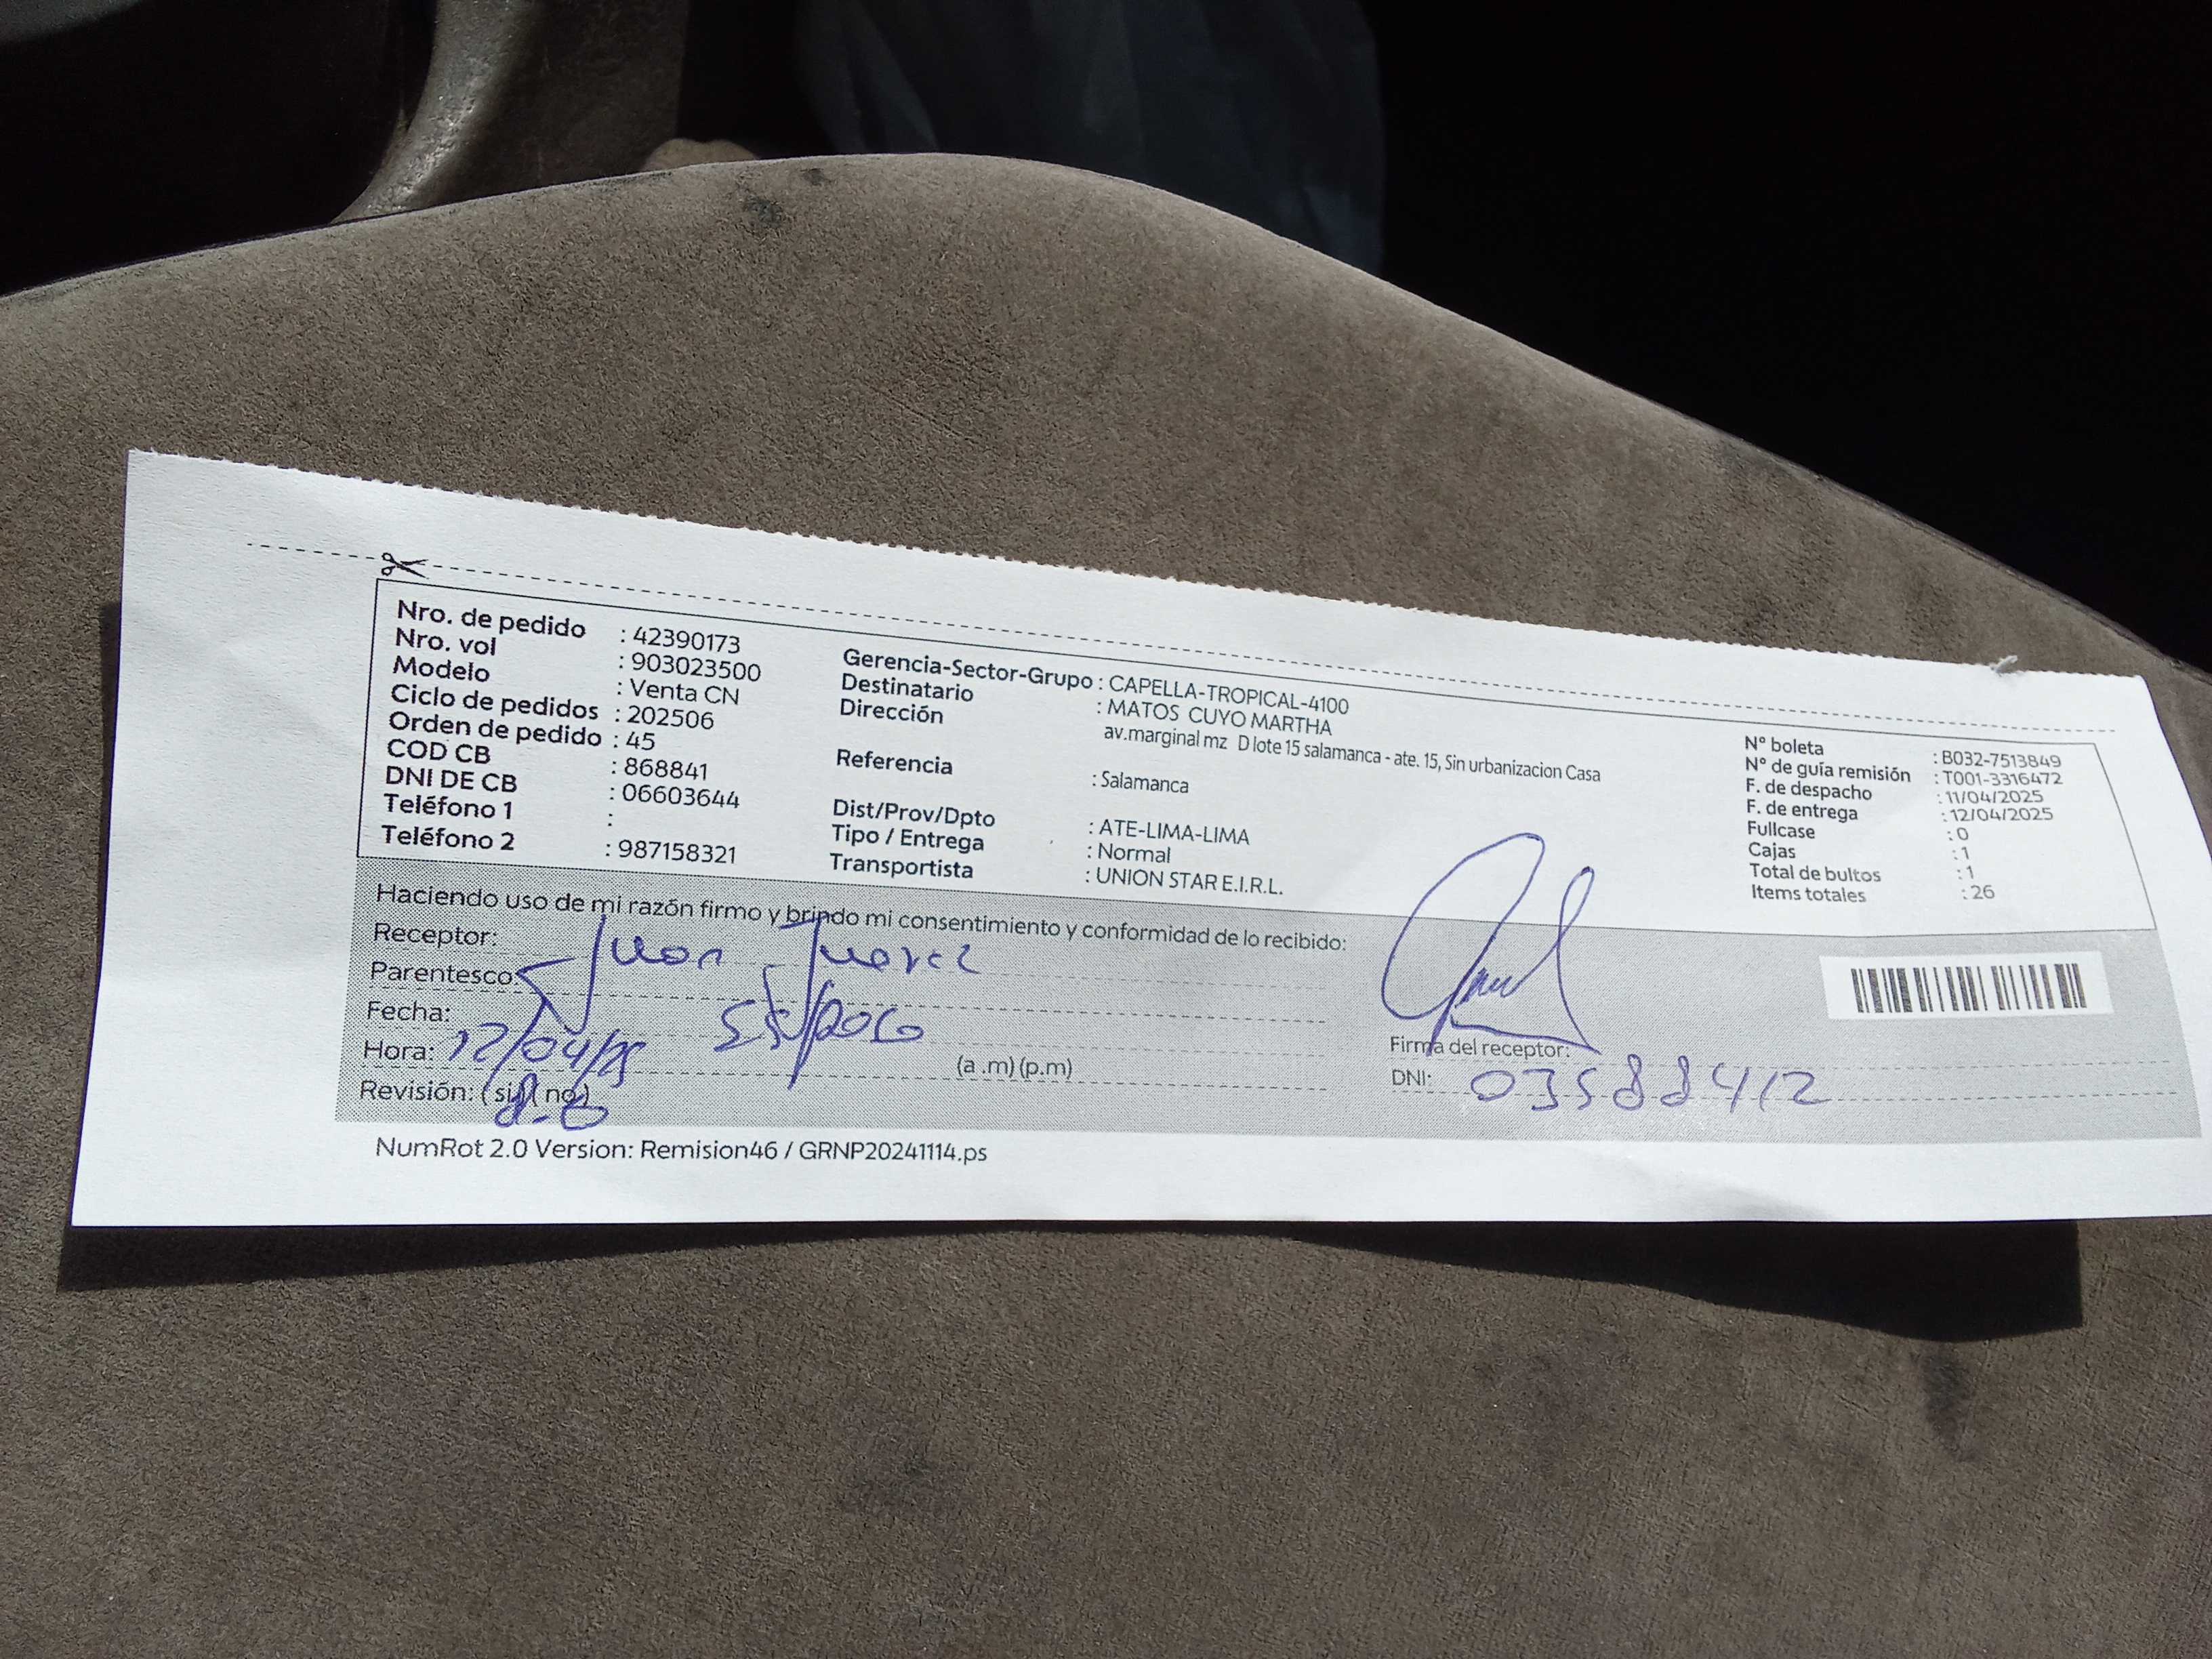 Nro. de pedido : 42390173
Nro. vol : 903023500
Modelo : Venta CN
Ciclo de pedidos : 202506
Orden de pedido : 45
COD CB : 868841
DNI DE CB : 06603644
Teléfono 1 :
Teléfono 2 : 987158321
Gerencia-Sector-Grupo : CAPELLA-TROPICAL-4100
Destinatario : MATOS CUYO MARTHA
Dirección av.marginal mz D lote 15 salamanca - ate. 15, Sin urbanizacion Casa
Referencia : Salamanca
Dist/Prov/Dpto : ATE-LIMA-LIMA
Tipo / Entrega : Normal
Transportista : UNION STAR E.I.R.L.
N° boleta : B032-7513849
N° de guía remisión : T001-3316472
F. de despacho : 11/04/2025
F. de entrega : 12/04/2025
Fullcase : 0
Cajas : 1
Total de bultos : 1
Items totales : 26
Haciendo uso de mi razón firmo y brindo mi consentimiento y conformidad de lo recibido:
Receptor: Juan
Parentesco:
Fecha: 12/04/25
Hora: (a .m) (p.m)
Revisión: ( si ) ( no )
Firma del receptor:
DNI: 03588412
NumRot 2.0 Version: Remision46 / GRNP20241114.ps